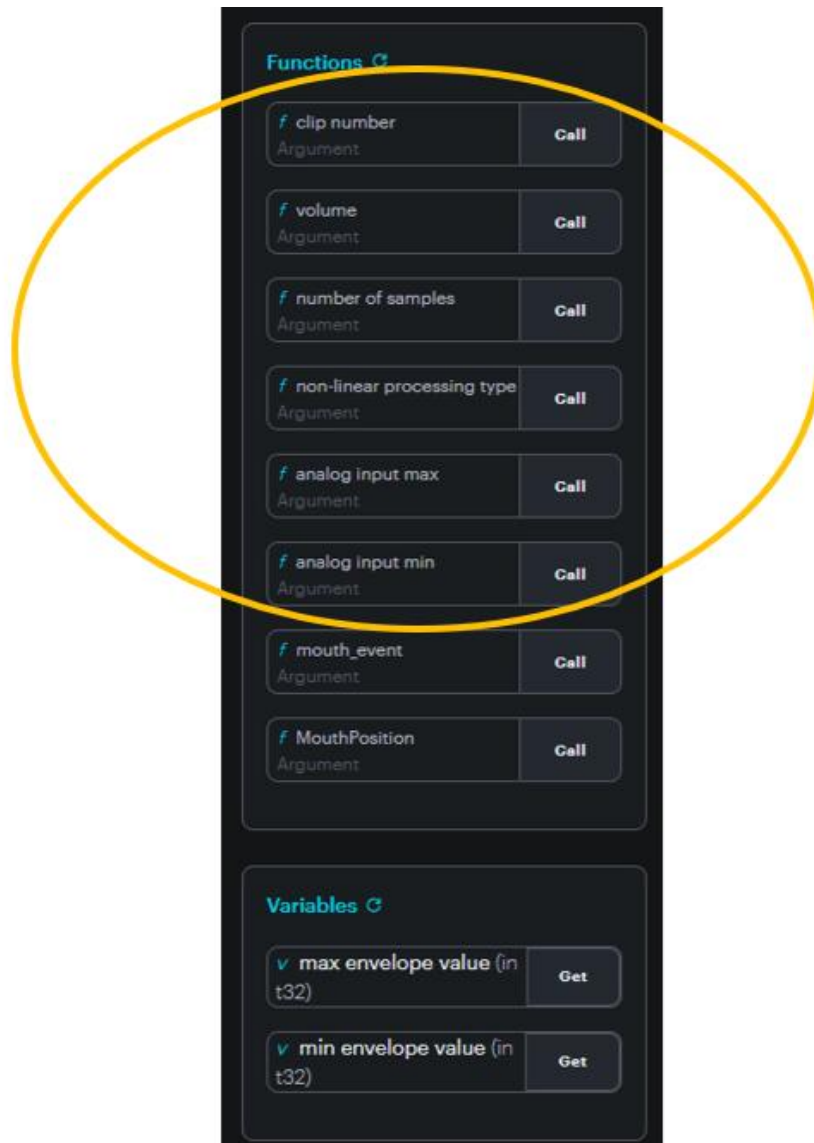 Functions
f clip number
Argument
Call
f volume
Argument
Call
f number of samples
Argument
Call
f non-linear processing type
Argument
Call
f analog input max
Argument
Call
f analog input min
Argument
Call
f mouth_event
Argument
Call
f MouthPosition
Argument
Call
Variables
v max envelope value (in
t32)
Get
v min envelope value (in
t32)
Get